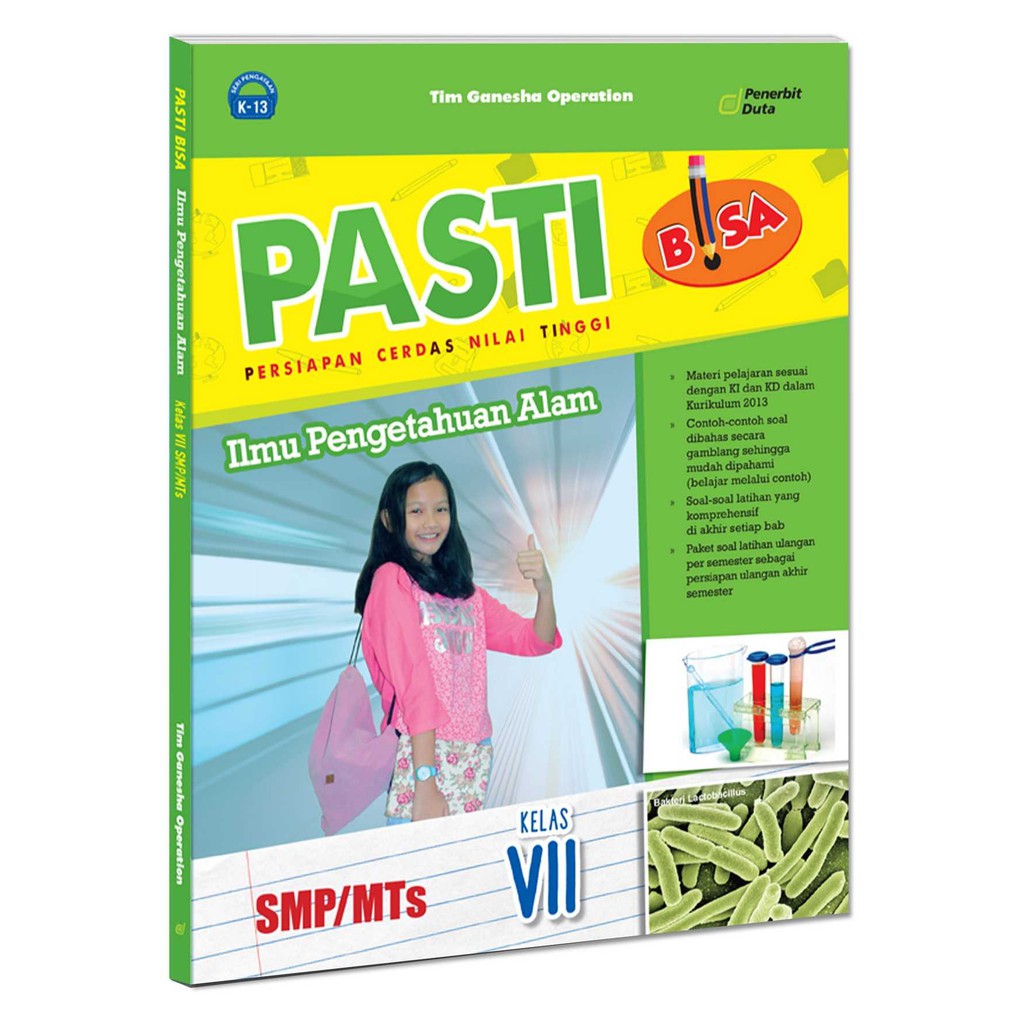 SERI PENGAYAAN
K-13
Tim Ganesha Operation
Penerbit
Duta
PASTI
BISA
PERSIAPAN CERDAS NILAI TINGGI
Ilmu Pengetahuan Alam
» Materi pelajaran sesuai
dengan KI dan KD dalam
Kurikulum 2013
» Contoh-contoh soal
dibahas secara
gamblang sehingga
mudah dipahami
(belajar melalui contoh)
» Soal-soal latihan yang
komprehensif
di akhir setiap bab
» Paket soal latihan ulangan
per semester sebagai
persiapan ulangan akhir
semester
Bakteri Lactobacillus
KELAS
VII
SMP/MTs
PASTI BISA Ilmu Pengetahuan Alam Kelas VII SMP/MTs Tim Ganesha Operation